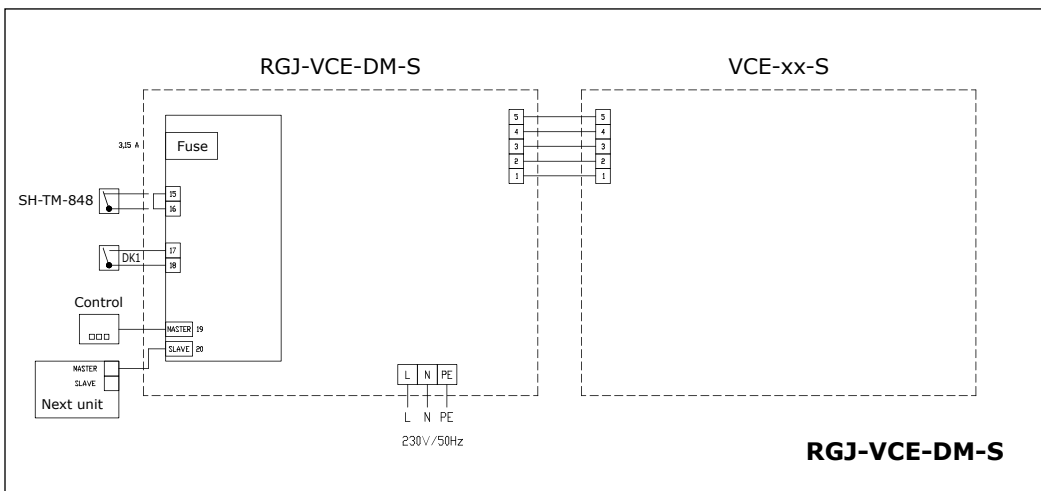 RGJ-VCE-DM-S
VCE-xx-S
3,15 A
Fuse
5
4
3
2
1
5
4
3
2
1
SH-TM-848
15
16
DK1
17
18
Control
MASTER 19
SLAVE 20
MASTER
SLAVE
Next unit
L N PE
L N PE
230V/50Hz
RGJ-VCE-DM-S